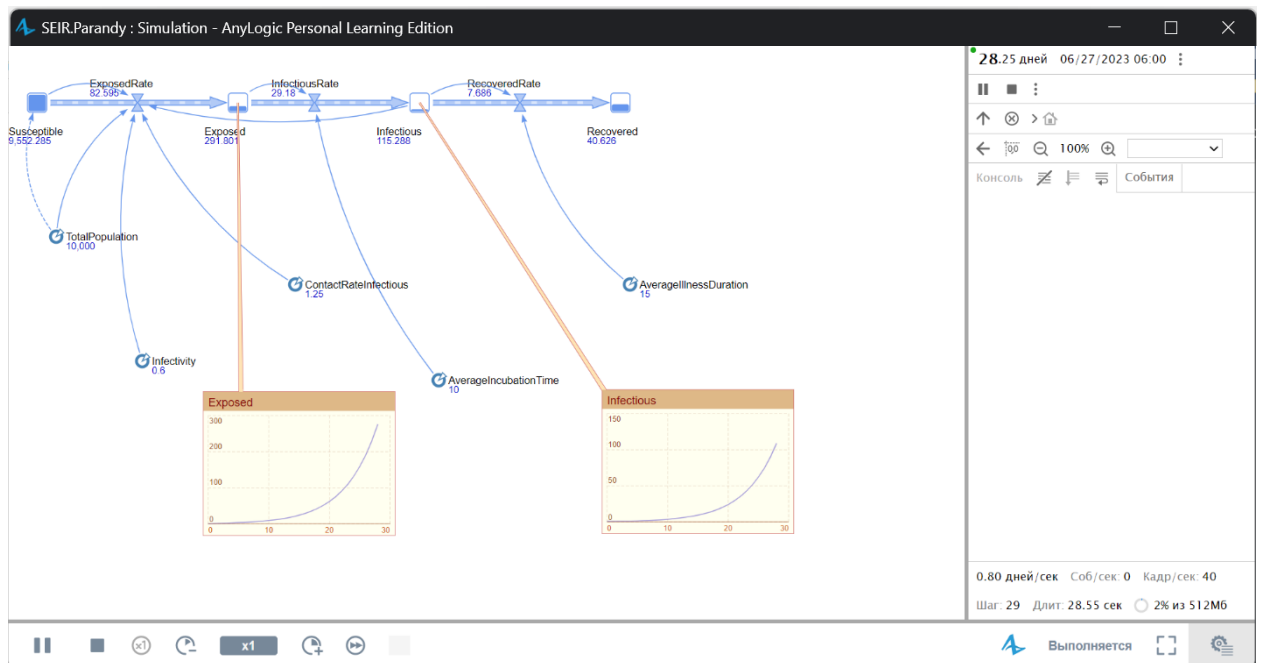 SEIR.Parandy : Simulation - AnyLogic Personal Learning Edition
28.25 дней 06/27/2023 06:00
ExposedRate
82.595
InfectiousRate
29.18
RecoveredRate
7.686
Susceptible
9,552.285
Exposed
291.801
Infectious
115.288
Recovered
40.626
100%
Консоль
События
TotalPopulation
10,000
ContactRateInfectious
1.25
AverageIllnessDuration
15
Infectivity
0.6
AverageIncubationTime
10
Exposed
300
200
100
0
0 10 20 30
Infectious
150
100
50
0
0 10 20 30
0.80 дней/сек Соб/сек: 0 Кадр/сек: 40
Шаг: 29 Длит: 28.55 сек 2% из 512Мб
x1
x1
Выполняется